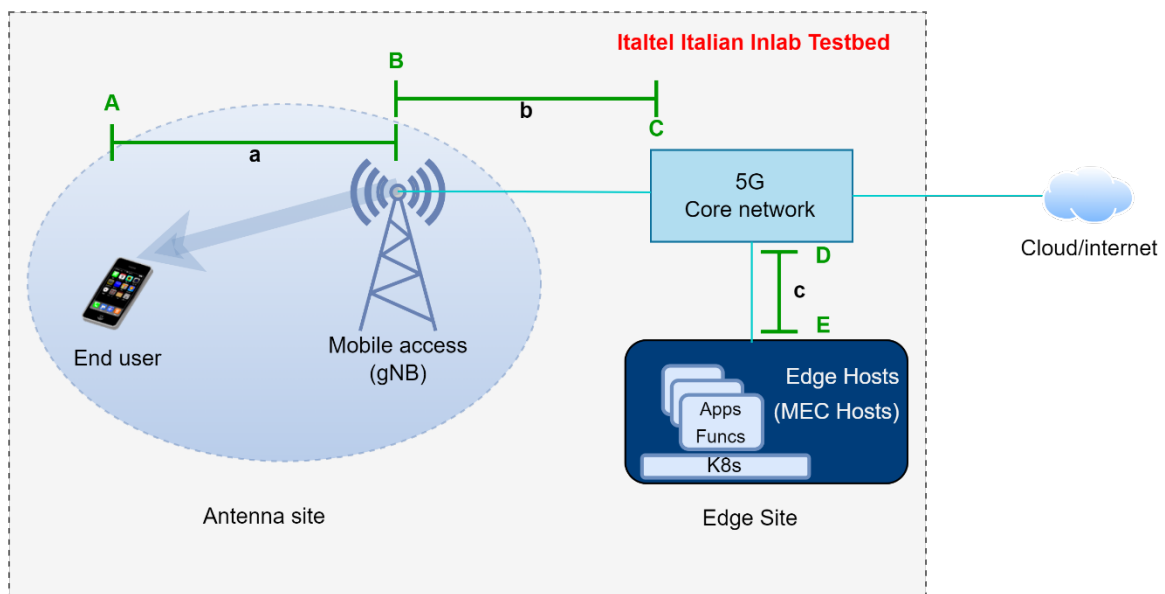 Italtel Italian Inlab Testbed
A
B
a
b
C
5G
Core network
D
c
E
Cloud/internet
End user
Mobile access
(gNB)
Edge Hosts
(MEC Hosts)
Apps
Funcs
K8s
Antenna site
Edge Site